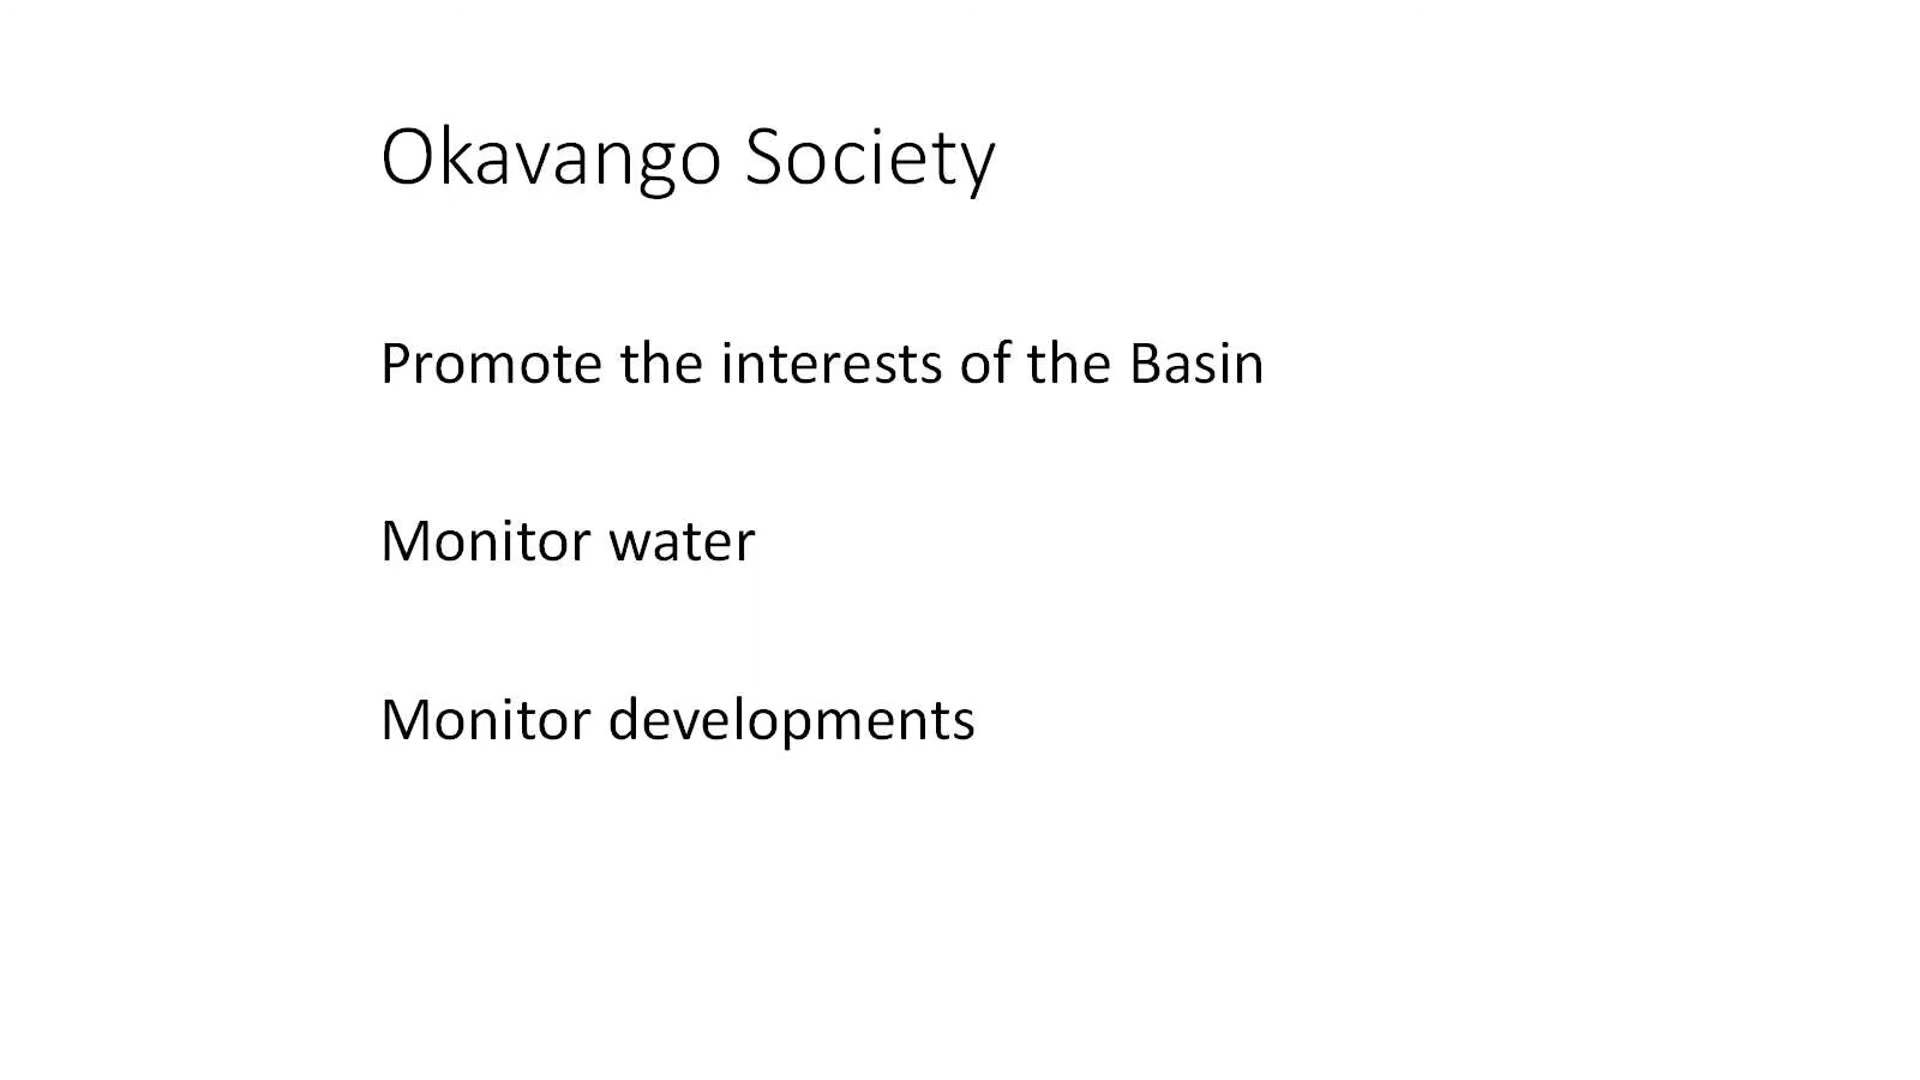 Okavango Society
Promote the interests of the Basin
Monitor water
Monitor developments